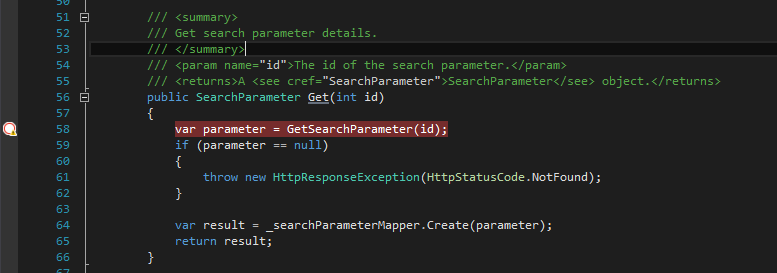 50
51 /// <summary>
52 /// Get search parameter details.
53 /// </summary>
54 /// <param name="id">The id of the search parameter.</param>
55 /// <returns>A <see cref="SearchParameter">SearchParameter</see> object.</returns>
56 public SearchParameter Get(int id)
57 {
58 var parameter = GetSearchParameter(id);
59 if (parameter == null)
60 {
61 throw new HttpResponseException(HttpStatusCode.NotFound);
62 }
63
64 var result = _searchParameterMapper.Create(parameter);
65 return result;
66 }
67